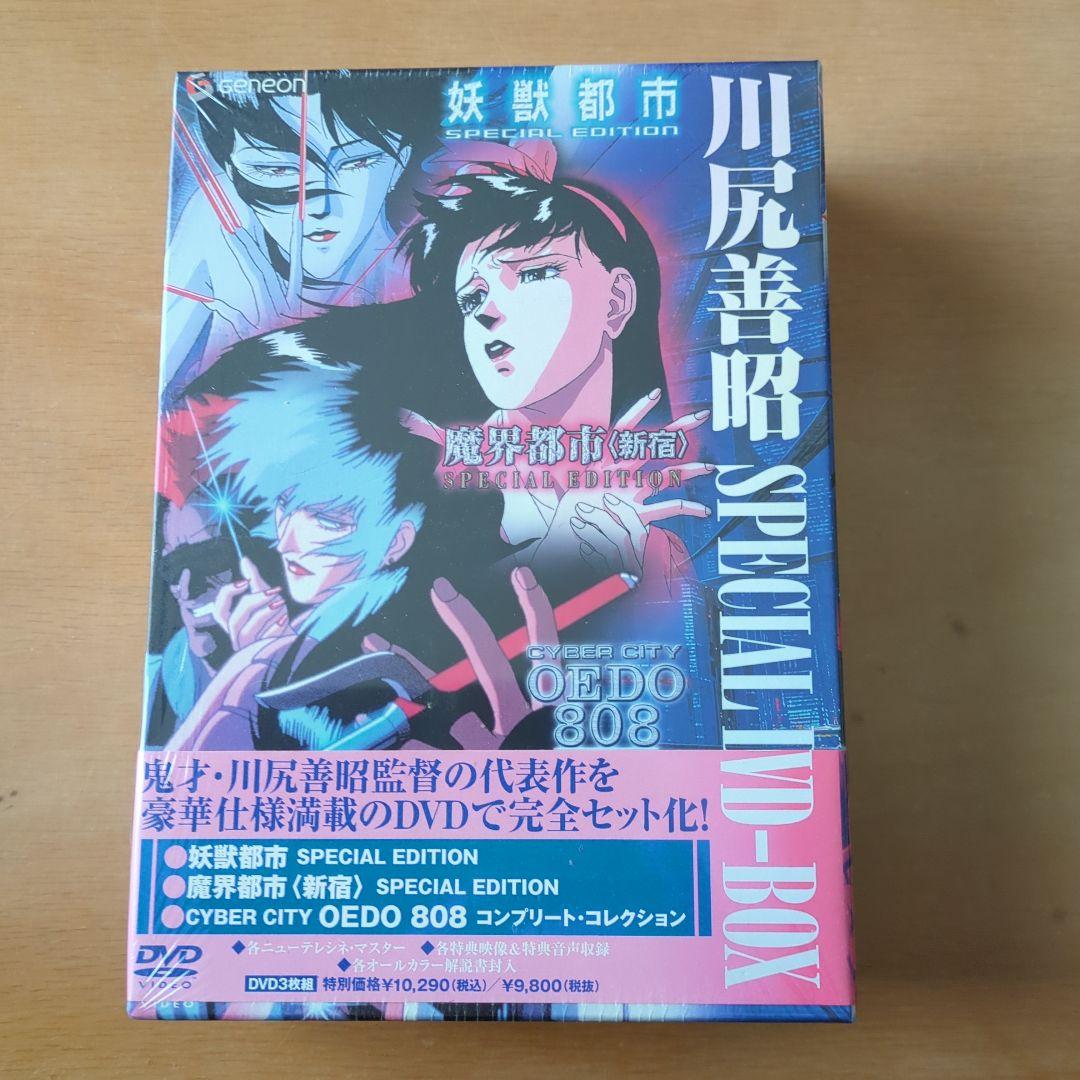 Geneon
妖獣都市
SPECIAL EDITION
川尻善昭 SPECIAL DVD-BOX
魔界都市〈新宿〉
SPECIAL EDITION
CYBER CITY
OEDO
808
鬼才・川尻善昭監督の代表作を
豪華仕様満載のDVDで完全セット化!
●妖獣都市 SPECIAL EDITION
●魔界都市〈新宿〉 SPECIAL EDITION
●CYBER CITY OEDO 808 コンプリート・コレクション
◆各ニューテレシネ・マスター ◆各特典映像&特典音声収録
◆各オールカラー解説書封入
DVD
VIDEO
DVD3枚組 特別価格¥10,290(税込)/¥9,800(税抜)
VIDEO